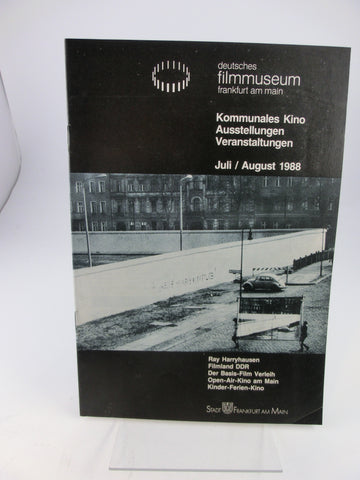 deutsches
filmmuseum
frankfurt am main
Kommunales Kino
Ausstellungen
Veranstaltungen
Juli / August 1988
Ray Harryhausen
Filmland DDR
Der Basis-Film Verleih
Open-Air-Kino am Main
Kinder-Ferien-Kino
STADT FRANKFURT AM MAIN